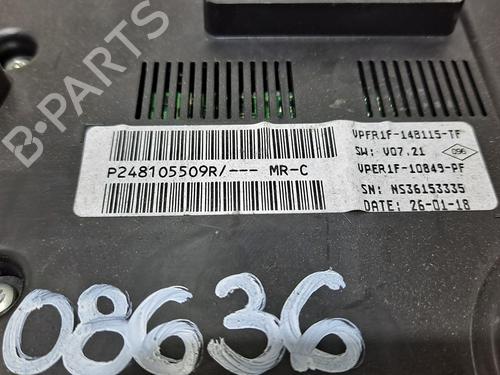 B-PARTS
P248105509R/--- MR-C
VPFR1F-14B115-TF
SW: V07.21
096
VPER1F-10849-PF
SN: NS36153335
DATE: 26-01-18
08636